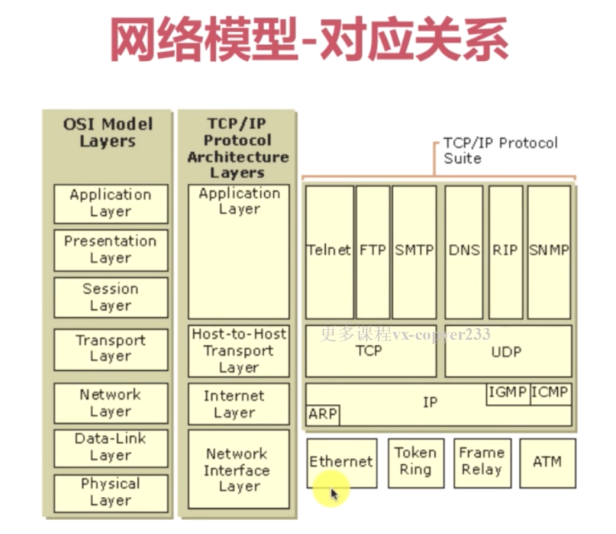 网络模型-对应关系
OSI Model
Layers
TCP/IP
Protocol
Architecture
Layers
TCP/IP Protocol
Suite
Application
Layer
Presentation
Layer
Session
Layer
Transport
Layer
Network
Layer
Data-Link
Layer
Physical
Layer
Application
Layer
Host-to-Host
Transport
Layer
Internet
Layer
Network
Interface
Layer
Telnet FTP SMTP DNS RIP SNMP
更多课程vx-copyer233
TCP UDP
IGMP ICMP
IP
ARP
Ethernet
Token
Ring
Frame
Relay
ATM